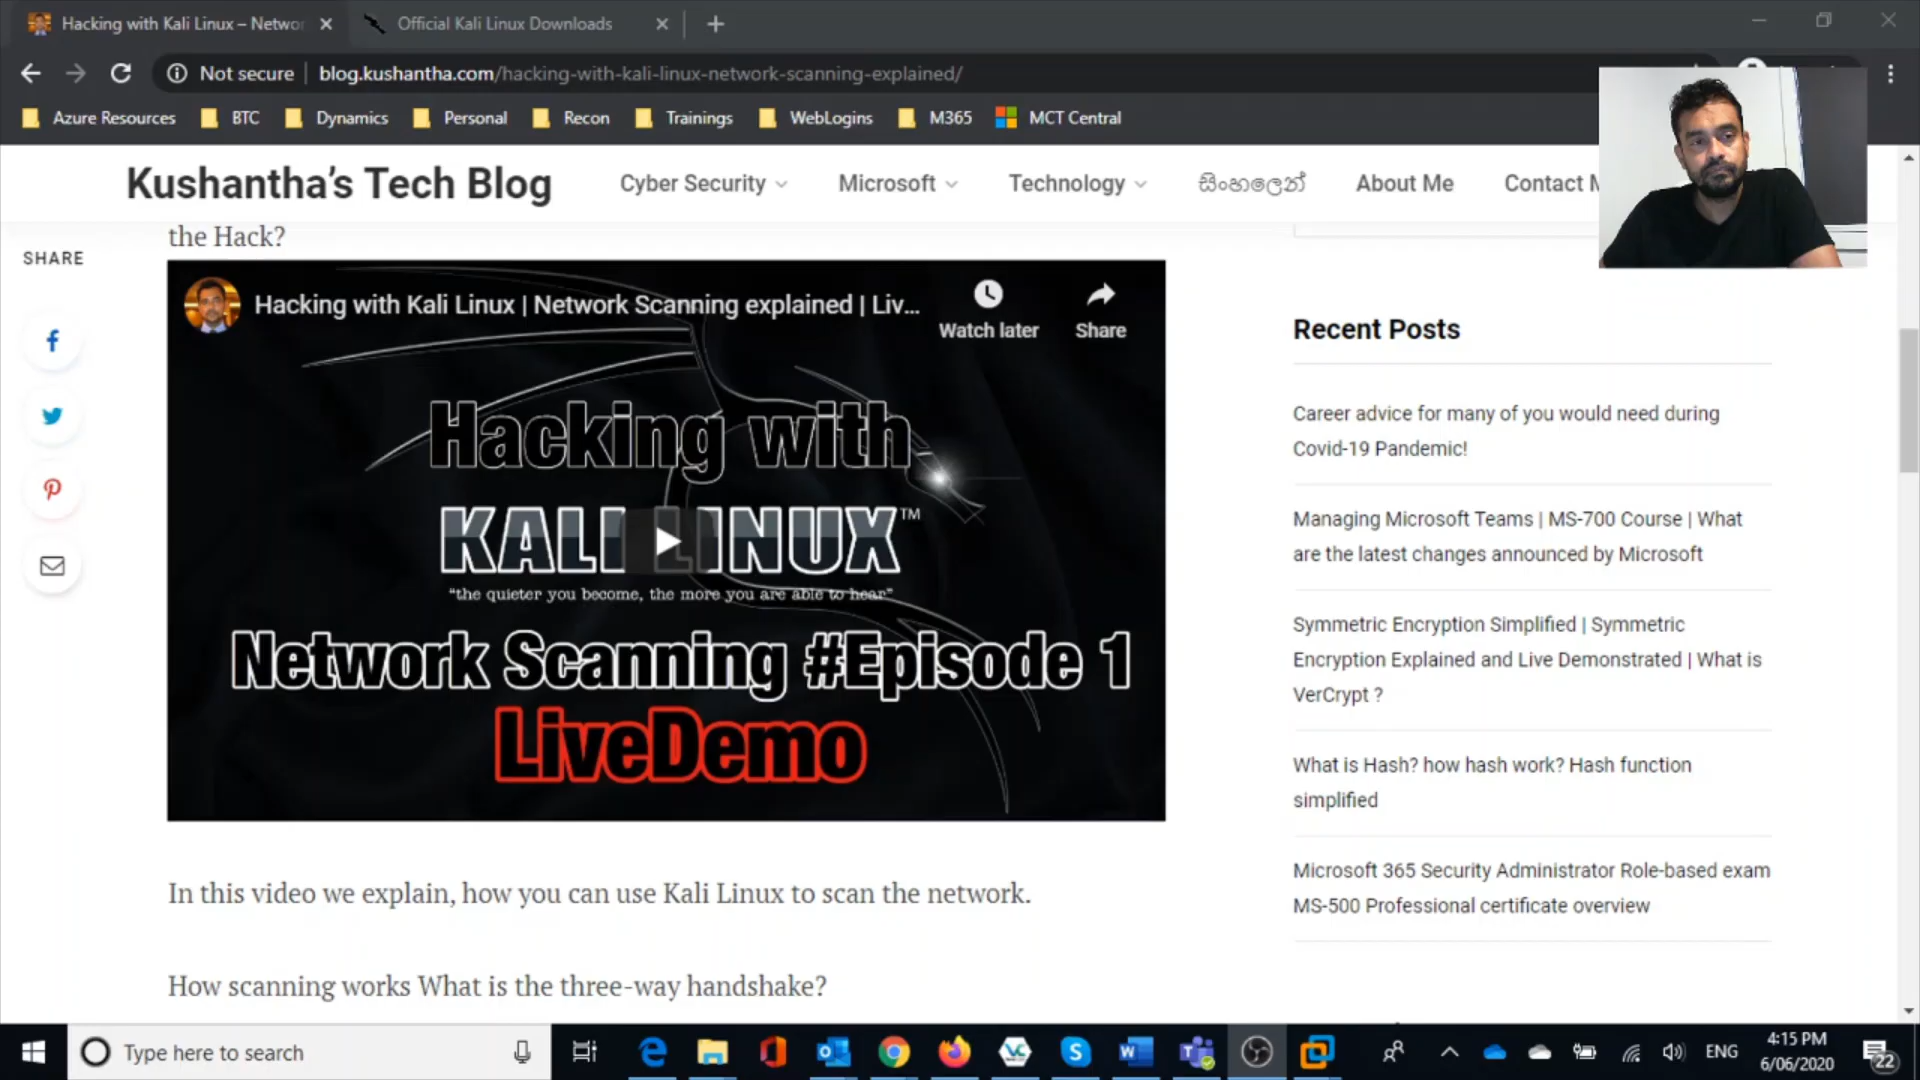 Hacking with Kali Linux – Netwo
Official Kali Linux Downloads
Not secure
blog.kushantha.com/hacking-with-kali-linux-network-scanning-explained/
Azure Resources
BTC
Dynamics
Personal
Recon
Trainings
WebLogins
M365
MCT Central
Kushantha's Tech Blog
Cyber Security
Microsoft
Technology
සිංහලෙන්
About Me
Contact M
the Hack?
SHARE
Hacking with Kali Linux | Network Scanning explained | Liv...
Watch later
Share
Hacking with
KALI LINUX™
"the quieter you become, the more you are able to hear"
Network Scanning #Episode 1
LiveDemo
In this video we explain, how you can use Kali Linux to scan the network.
How scanning works What is the three-way handshake?
Recent Posts
Career advice for many of you would need during
Covid-19 Pandemic!
Managing Microsoft Teams | MS-700 Course | What
are the latest changes announced by Microsoft
Symmetric Encryption Simplified | Symmetric
Encryption Explained and Live Demonstrated | What is
VerCrypt ?
What is Hash? how hash work? Hash function
simplified
Microsoft 365 Security Administrator Role-based exam
MS-500 Professional certificate overview
Type here to search
ENG
4:15 PM
6/06/2020
22